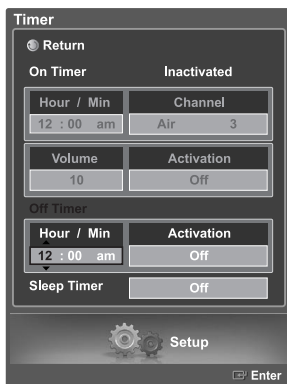 Timer
Return
On Timer Inactivated
Hour / Min Channel
12 : 00 am Air 3
Volume Activation
10 Off
Off Timer
Hour / Min Activation
12 : 00 am Off
Sleep Timer Off
Setup
Enter